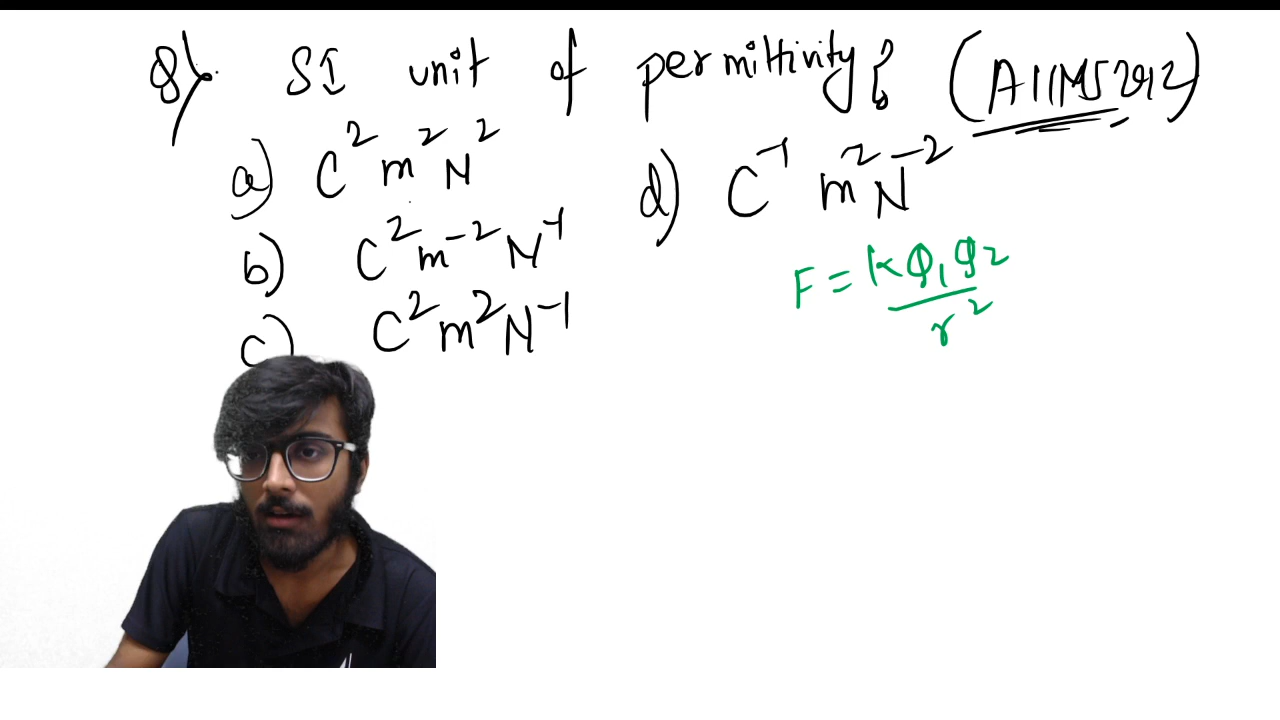 Q) SI unit of permittivity? (AIIMS 2012)
a) C² m² N²
b) C² m⁻² N⁻¹
c) C² m² N⁻¹
d) C⁻¹ m² N⁻²
F = kq₁q₂ / r²